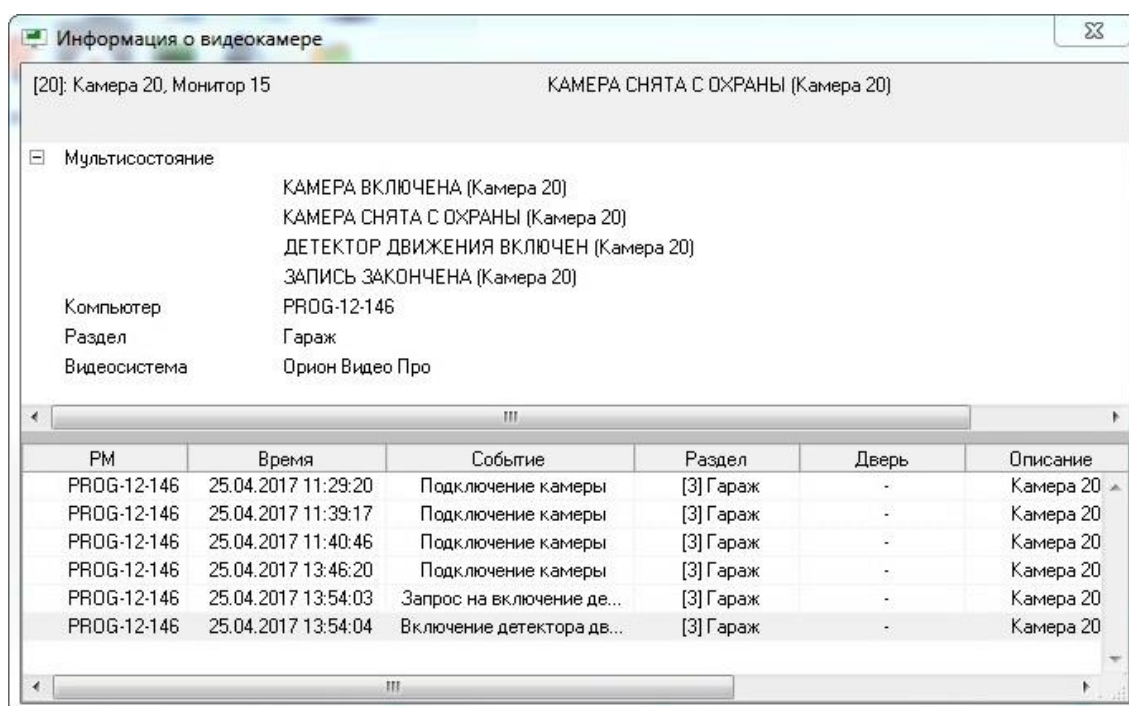 Информация о видеокамере
[20]: Камера 20, Монитор 15 КАМЕРА СНЯТА С ОХРАНЫ (Камера 20)
Мультисостояние
КАМЕРА ВКЛЮЧЕНА (Камера 20)
КАМЕРА СНЯТА С ОХРАНЫ (Камера 20)
ДЕТЕКТОР ДВИЖЕНИЯ ВКЛЮЧЕН (Камера 20)
ЗАПИСЬ ЗАКОНЧЕНА (Камера 20)
Компьютер PROG-12-146
Раздел Гараж
Видеосистема Орион Видео Про
РМ Время Событие Раздел Дверь Описание
PROG-12-146 25.04.2017 11:29:20 Подключение камеры [3] Гараж - Камера 20
PROG-12-146 25.04.2017 11:39:17 Подключение камеры [3] Гараж - Камера 20
PROG-12-146 25.04.2017 11:40:46 Подключение камеры [3] Гараж - Камера 20
PROG-12-146 25.04.2017 13:46:20 Подключение камеры [3] Гараж - Камера 20
PROG-12-146 25.04.2017 13:54:03 Запрос на включение де... [3] Гараж - Камера 20
PROG-12-146 25.04.2017 13:54:04 Включение детектора дв... [3] Гараж - Камера 20